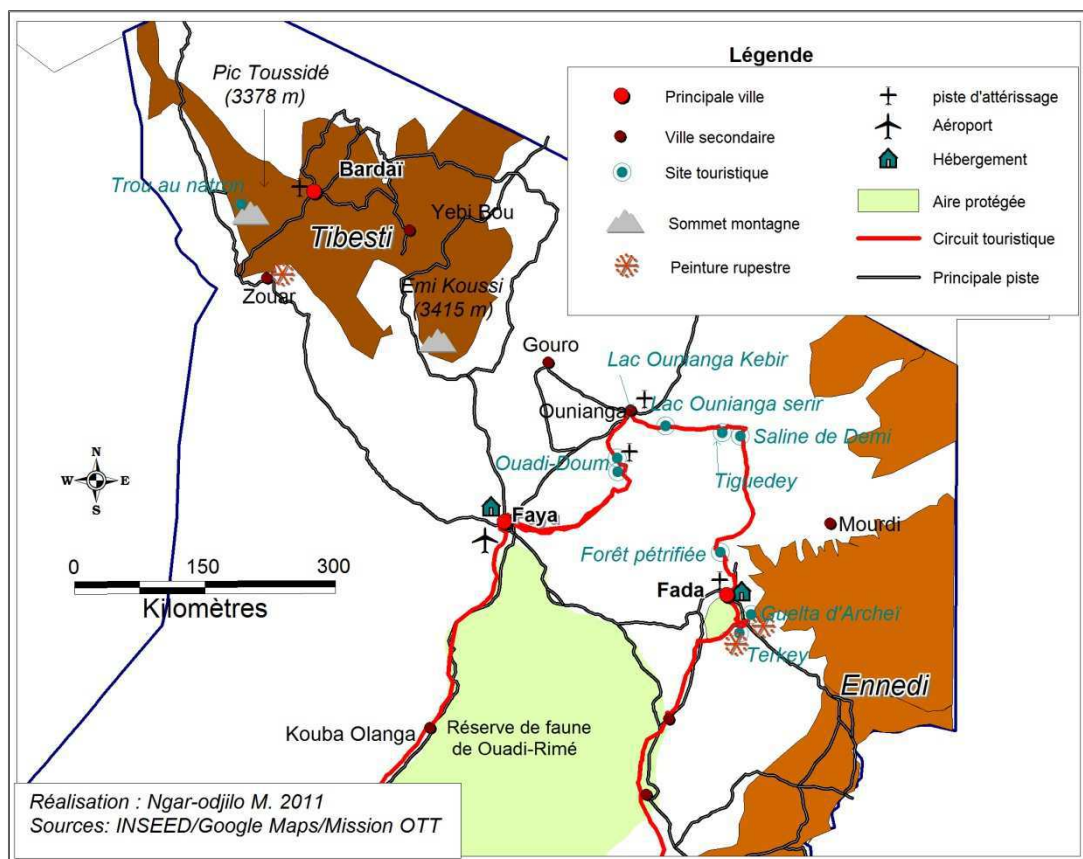 Légende
Principale ville
Ville secondaire
Site touristique
Sommet montagne
Peinture rupestre
piste d'attérissage
Aéroport
Hébergement
Aire protégée
Circuit touristique
Principale piste
Pic Toussidé
(3378 m)
Bardaï
Trou au natron
Yebi Bou
Tibesti
Zouar
Emi Koussi
(3415 m)
Gouro
Lac Ounianga Kebir
Ounianga
Lac Ounianga serir
Saline de Demi
Ouadi-Doum
Tiguedey
N
W
E
S
Faya
Mourdi
0 150 300
Kilomètres
Forêt pétrifiée
Fada
Guelta d'Archeï
Terkey
Ennedi
Kouba Olanga
Réserve de faune
de Ouadi-Rimé
Réalisation : Ngar-odjilo M. 2011
Sources: INSEED/Google Maps/Mission OTT